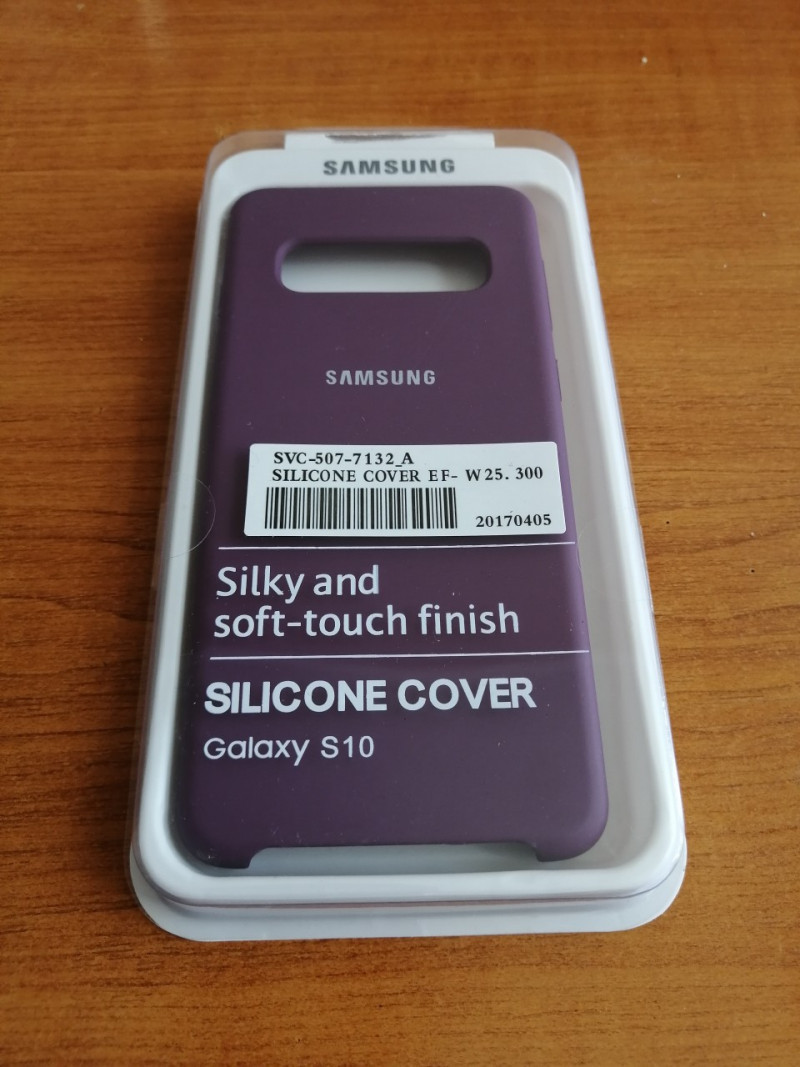 SAMSUNG
SAMSUNG
SVC-507-7132_A
SILICONE COVER EF- W25. 300
20170405
Silky and
soft-touch finish
SILICONE COVER
Galaxy S10